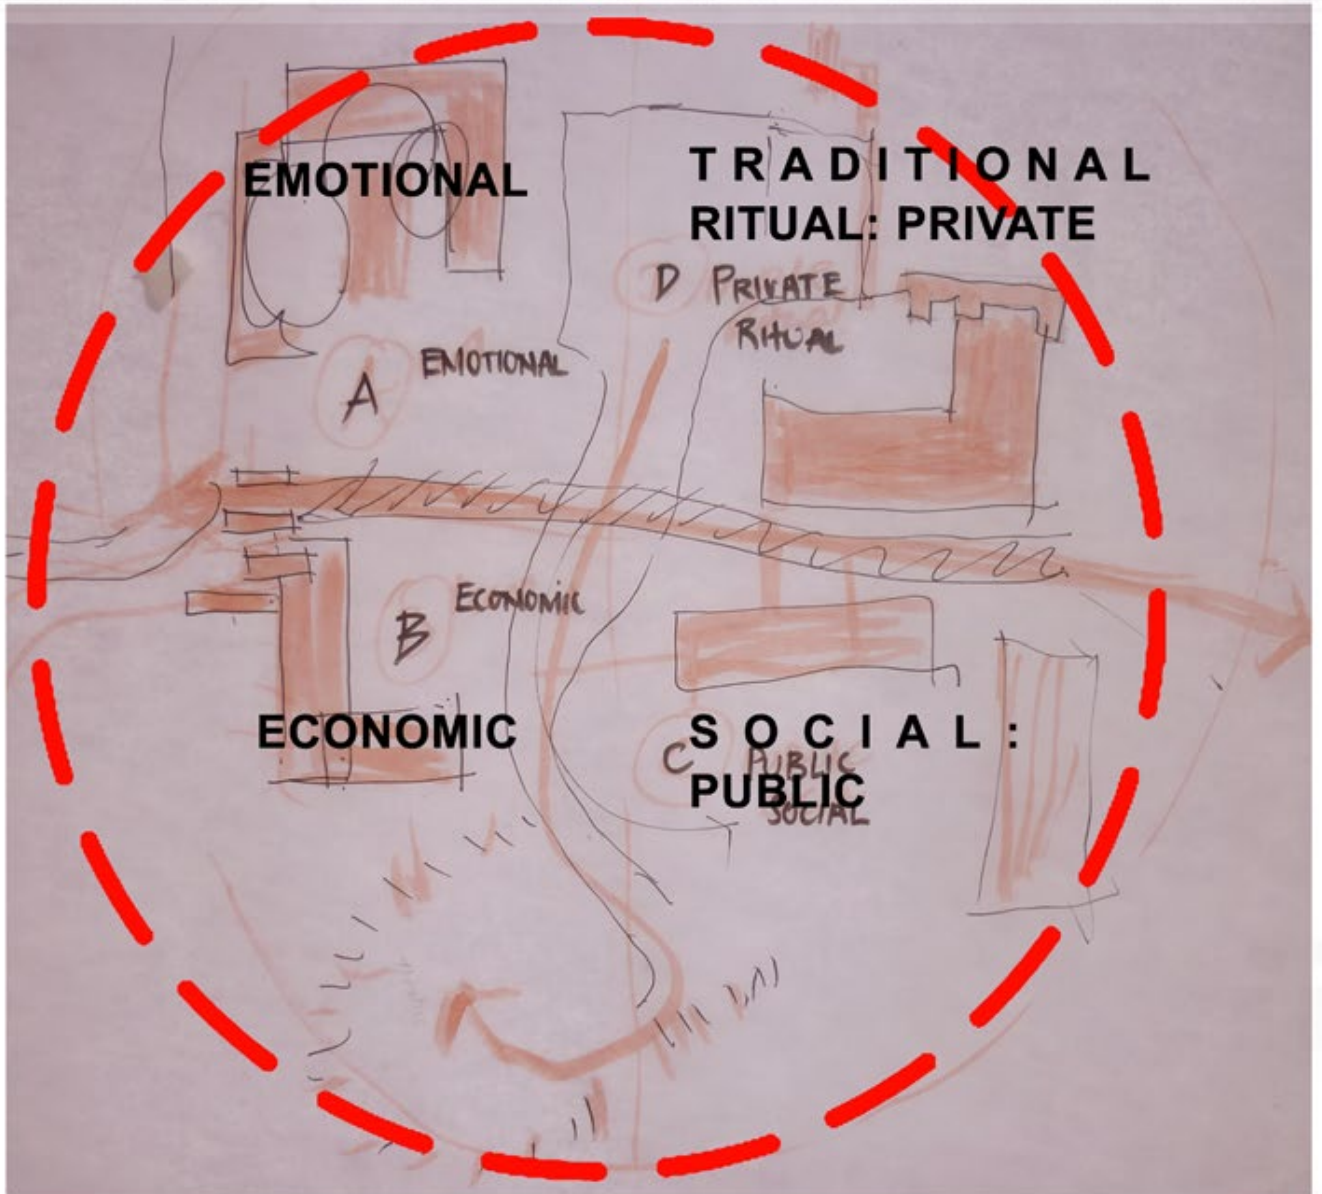 EMOTIONAL
TRADITIONAL
RITUAL: PRIVATE
D PRIVATE
RITUAL
A EMOTIONAL
B ECONOMIC
ECONOMIC
SOCIAL:
PUBLIC
C PUBLIC
SOCIAL